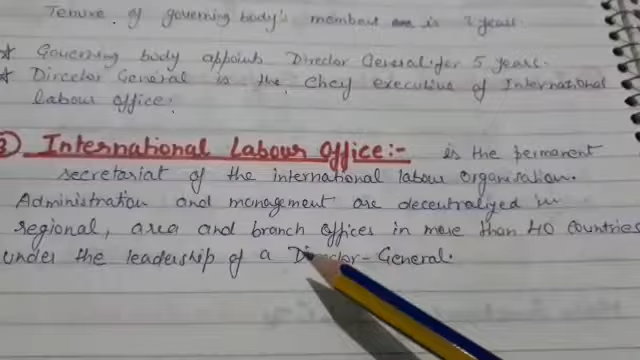 Tenure of governing body's members is 3 years.
* Governing body appoints Director General for 5 years.
* Director General is the chey executive of International
labour office.
3) International Labour Office:- is the permanent
secretariat of the international labour organisation.
Administration and management are decentralized in
regional, area and branch offices in more than 40 countries
under the leadership of a Director-General.